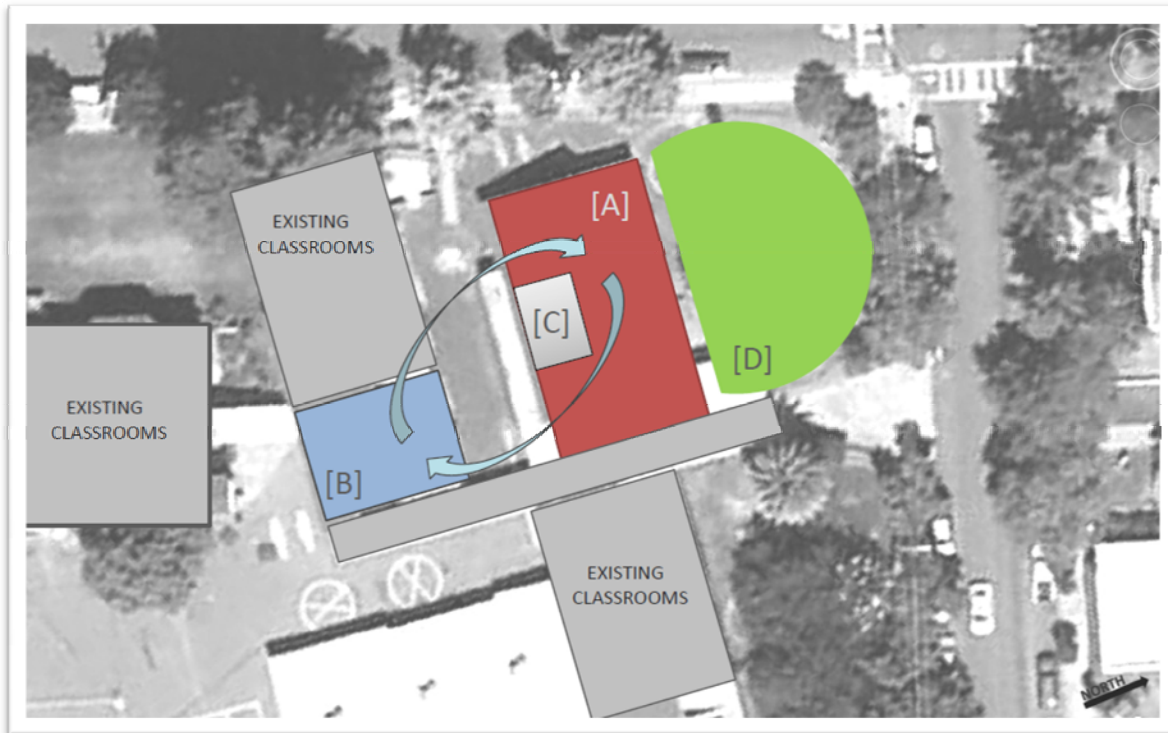 [A]
EXISTING
CLASSROOMS
[C]
[D]
EXISTING
CLASSROOMS
[B]
EXISTING
CLASSROOMS
NORTH